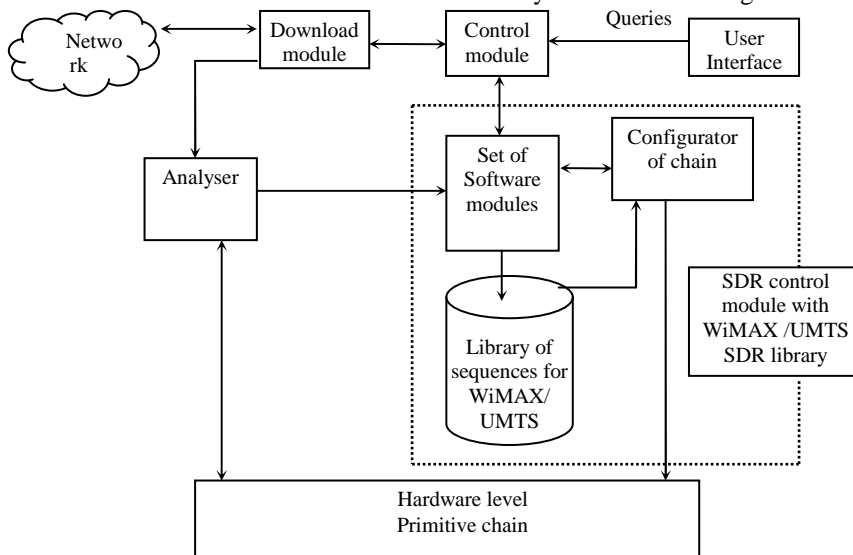 Netwo
rk
Download
module
Control
module
Queries
User
Interface
Analyser
Set of
Software
modules
Configurator
of chain
Library of
sequences for
WiMAX/
UMTS
SDR control
module with
WiMAX /UMTS
SDR library
Hardware level
Primitive chain